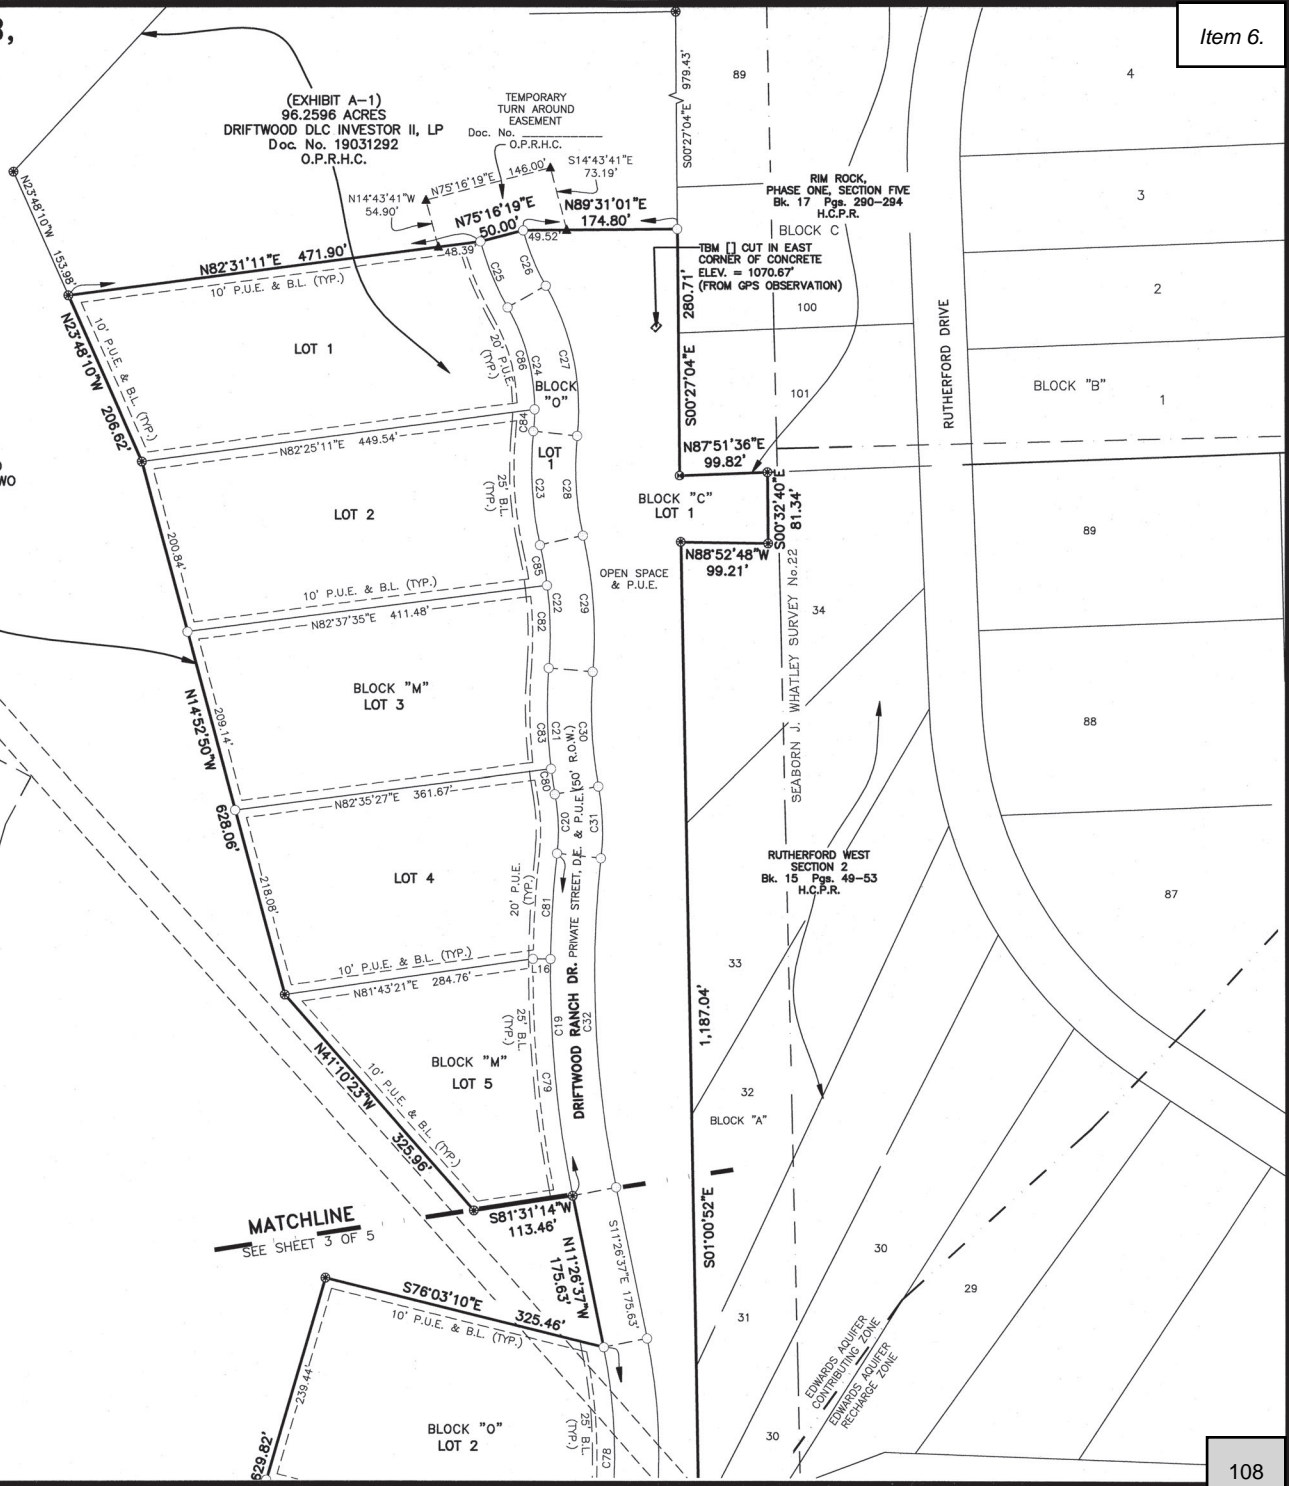 3,
Item 6.
(EXHIBIT A-1)
96.2596 ACRES
DRIFTWOOD DLC INVESTOR II, LP
Doc. No. 19031292
O.P.R.H.C.
TEMPORARY
TURN AROUND
EASEMENT
Doc. No. __________
O.P.R.H.C.
S00°27'04"E 979.43'
89
4
N23°48'10"W 153.98'
N75°16'19"E 146.00'
S14°43'41"E
73.19'
N14°43'41"W
54.90'
N75°16'19"E
50.00'
N89°31'01"E
174.80'
48.39'
49.52'
RIM ROCK,
PHASE ONE, SECTION FIVE
Bk. 17 Pgs. 290-294
H.C.P.R.
BLOCK C
3
N82°31'11"E 471.90'
10' P.U.E. & B.L. (TYP.)
TBM [] CUT IN EAST
CORNER OF CONCRETE
ELEV. = 1070.67'
(FROM GPS OBSERVATION)
280.71'
S00°27'04"E
100
2
C25
C26
N23°48'10"W 206.62'
10' P.U.E. & B.L. (TYP.)
LOT 1
20' P.U.E.
(TYP.)
C86
C24
C27
BLOCK
"O"
LOT
1
101
RUTHERFORD DRIVE
BLOCK "B"
1
C84
N82°25'11"E 449.54'
N87°51'36"E
99.82'
WO
LOT 2
25' B.L.
(TYP.)
C23
C28
BLOCK "C"
LOT 1
S00°32'40"E
81.34'
89
N88°52'48"W
99.21'
200.84'
C85
OPEN SPACE
& P.U.E.
10' P.U.E. & B.L. (TYP.)
C22
C29
N82°37'35"E 411.48'
C82
34
SEABORN J. WHATLEY SURVEY No.22
BLOCK "M"
LOT 3
N14°52'50"W 628.06'
209.14'
C83
C21
C30
88
C80
N82°35'27"E 361.67'
C20
C31
LOT 4
218.08'
20' P.U.E.
(TYP.)
C81
RUTHERFORD WEST
SECTION 2
Bk. 15 Pgs. 49-53
H.C.P.R.
87
DRIFTWOOD RANCH DR. PRIVATE STREET, D.E. & P.U.E. (50' R.O.W.)
10' P.U.E. & B.L. (TYP.)
L16
N81°43'21"E 284.76'
33
1,187.04'
25' B.L.
(TYP.)
C19
C32
N41°10'23"W 325.96'
10' P.U.E. & B.L. (TYP.)
BLOCK "M"
LOT 5
C79
32
BLOCK "A"
S01°00'52"E
MATCHLINE
SEE SHEET 3 OF 5
S81°31'14"W
113.46'
N11°26'37"W
175.63'
S11°26'37"E 175.63'
30
29
S76°03'10"E 325.46'
10' P.U.E. & B.L. (TYP.)
31
EDWARDS AQUIFER
CONTRIBUTING ZONE
EDWARDS AQUIFER
RECHARGE ZONE
239.44'
629.82'
BLOCK "O"
LOT 2
25' B.L.
(TYP.)
C78
30
108